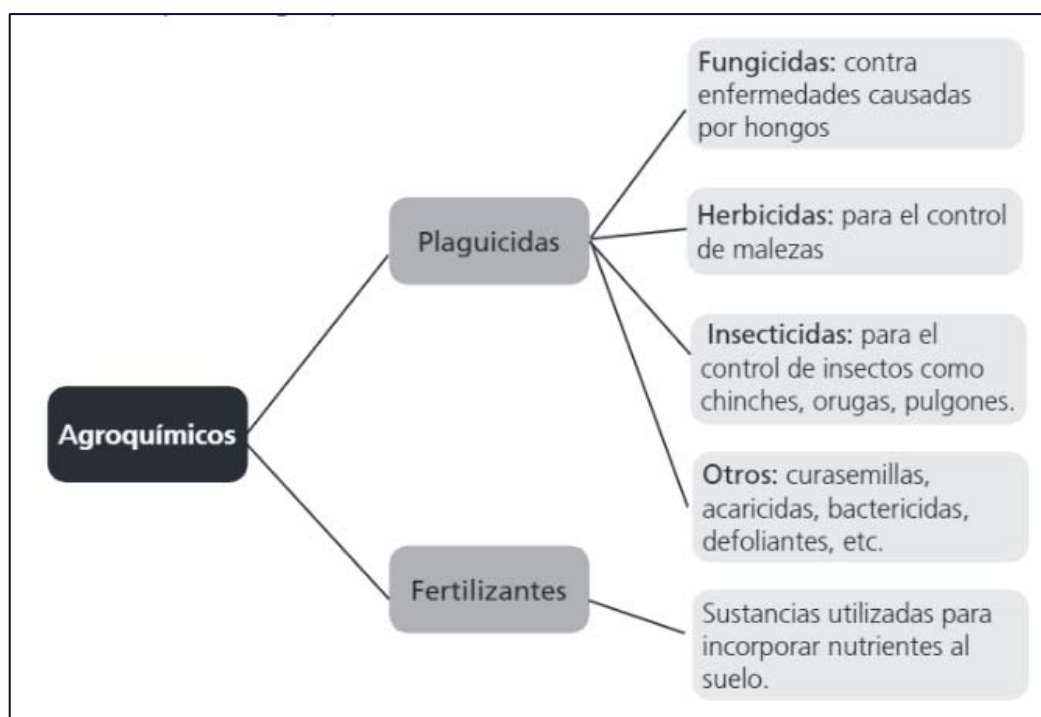 Agroquímicos
Plaguicidas
Fungicidas: contra
enfermedades causadas
por hongos
Herbicidas: para el control
de malezas
Insecticidas: para el
control de insectos como
chinches, orugas, pulgones.
Otros: curasemillas,
acaricidas, bactericidas,
defoliantes, etc.
Fertilizantes
Sustancias utilizadas para
incorporar nutrientes al
suelo.